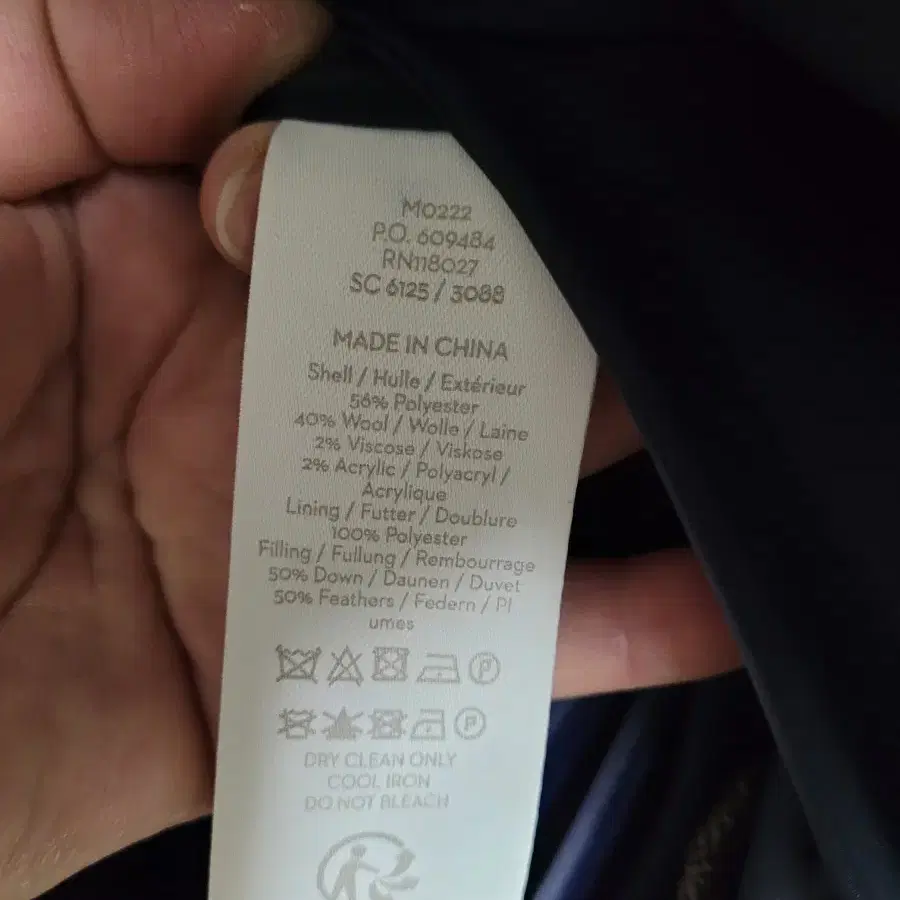 M0222
P.O. 609484
RN118027
SC 6125 / 3088
MADE IN CHINA
Shell / Hulle / Extérieur
56% Polyester
40% Wool / Wolle / Laine
2% Viscose / Viskose
2% Acrylic / Polyacryl /
Acrylique
Lining / Futter / Doublure
100% Polyester
Filling / Fullung / Rembourrage
50% Down / Daunen / Duvet
50% Feathers / Federn / Pl
umes
P
P
DRY CLEAN ONLY
COOL IRON
DO NOT BLEACH